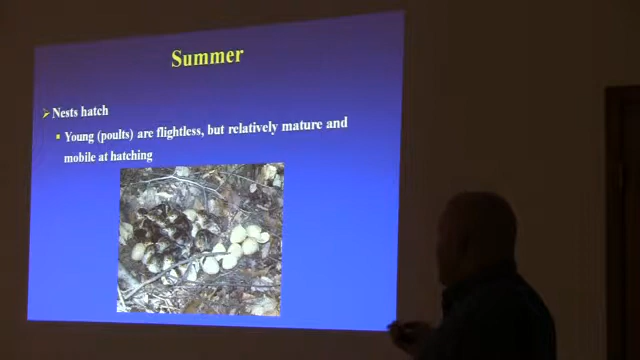 Summer
Nests hatch
Young (poults) are flightless, but relatively mature and
mobile at hatching